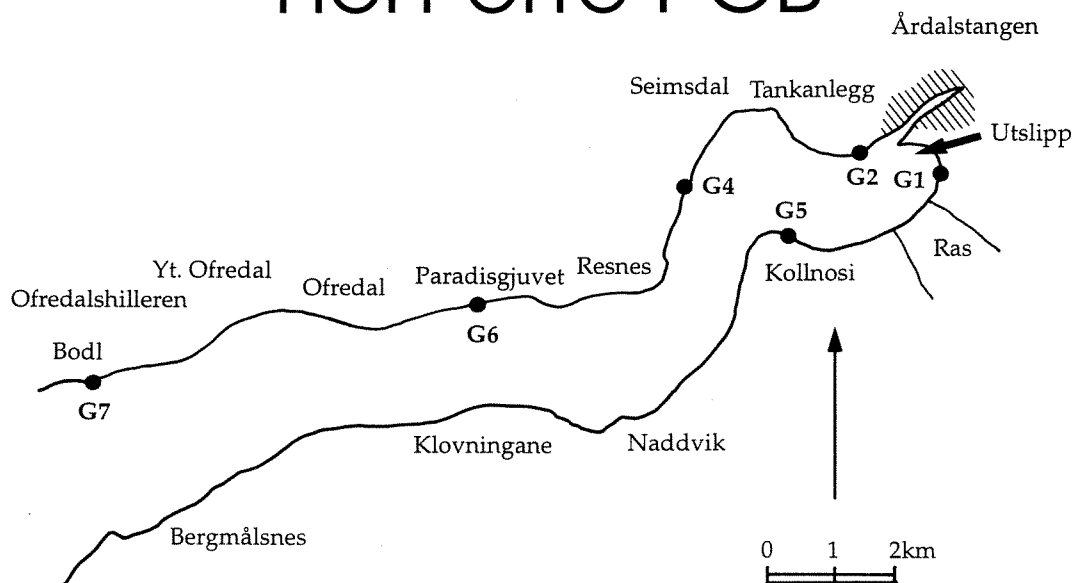 Årdalstangen
Seimsdal
Tankanlegg
Utslipp
G2
G1
G4
G5
Ras
Yt. Ofredal
Paradisgjuvet
Resnes
Kollnosi
Ofredalshilleren
Ofredal
G6
Bodl
G7
Klovningane
Naddvik
Bergmålsnes
0 1 2km